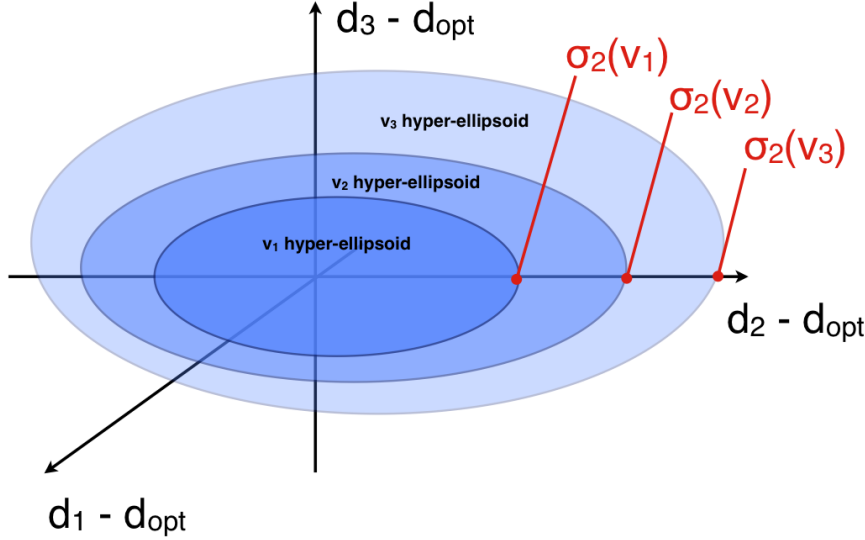 d₃ - dₒₚₜ
σ₂(v₁)
σ₂(v₂)
σ₂(v₃)
v₃ hyper-ellipsoid
v₂ hyper-ellipsoid
v₁ hyper-ellipsoid
d₂ - dₒₚₜ
d₁ - dₒₚₜ